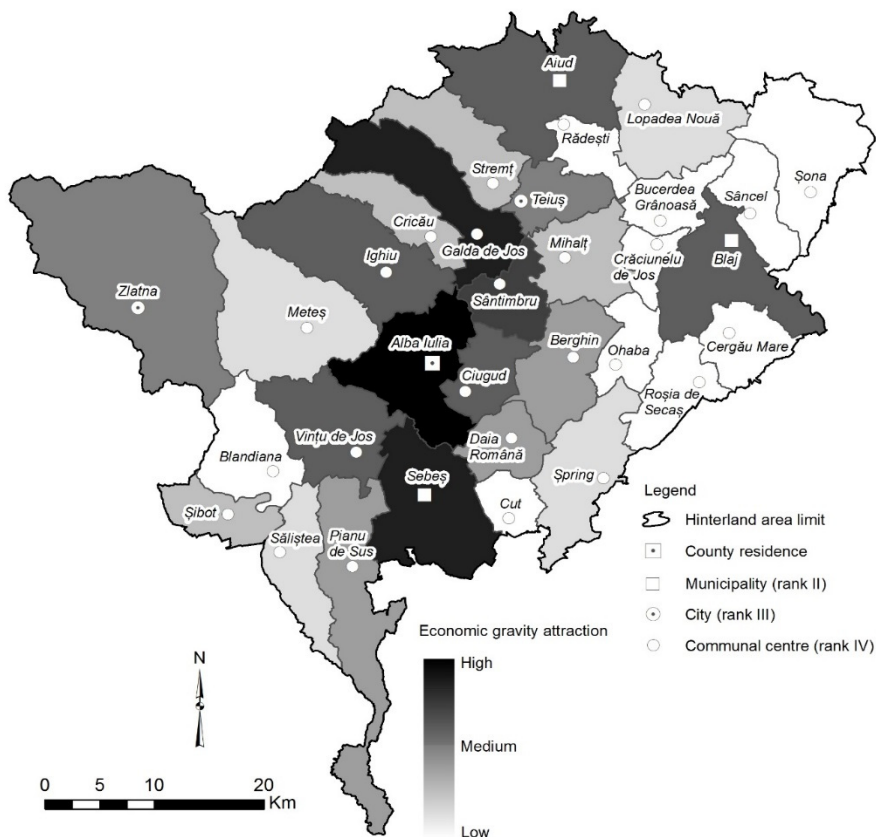 Aiud
Lopadea Nouă
Rădești
Stremț
Teiuș
Bucerdea
Grânoasă
Sâncel
Șona
Cricău
Galda de Jos
Mihalț
Crăciunelu
de Jos
Blaj
Ighiu
Zlatna
Meteș
Sântimbru
Alba Iulia
Berghin
Ohaba
Cergău Mare
Ciugud
Roșia de
Secaș
Vințu de Jos
Daia
Română
Blandiana
Sebeș
Șpring
Șibot
Cut
Săliștea
Pianu
de Sus
Legend
Hinterland area limit
County residence
Municipality (rank II)
City (rank III)
Communal centre (rank IV)
Economic gravity attraction
High
Medium
Low
N
0 5 10 20
Km